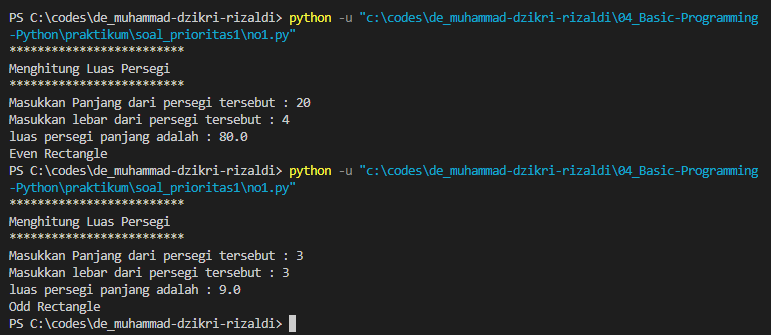 PS C:\codes\de_muhammad-dzikri-rizaldi> python -u "c:\codes\de_muhammad-dzikri-rizaldi\04_Basic-Programming
-Python\praktikum\soal_prioritas1\no1.py"
*************************
Menghitung Luas Persegi
*************************
Masukkan Panjang dari persegi tersebut : 20
Masukkan lebar dari persegi tersebut : 4
luas persegi panjang adalah : 80.0
Even Rectangle
PS C:\codes\de_muhammad-dzikri-rizaldi> python -u "c:\codes\de_muhammad-dzikri-rizaldi\04_Basic-Programming
-Python\praktikum\soal_prioritas1\no1.py"
*************************
Menghitung Luas Persegi
*************************
Masukkan Panjang dari persegi tersebut : 3
Masukkan lebar dari persegi tersebut : 3
luas persegi panjang adalah : 9.0
Odd Rectangle
PS C:\codes\de_muhammad-dzikri-rizaldi>